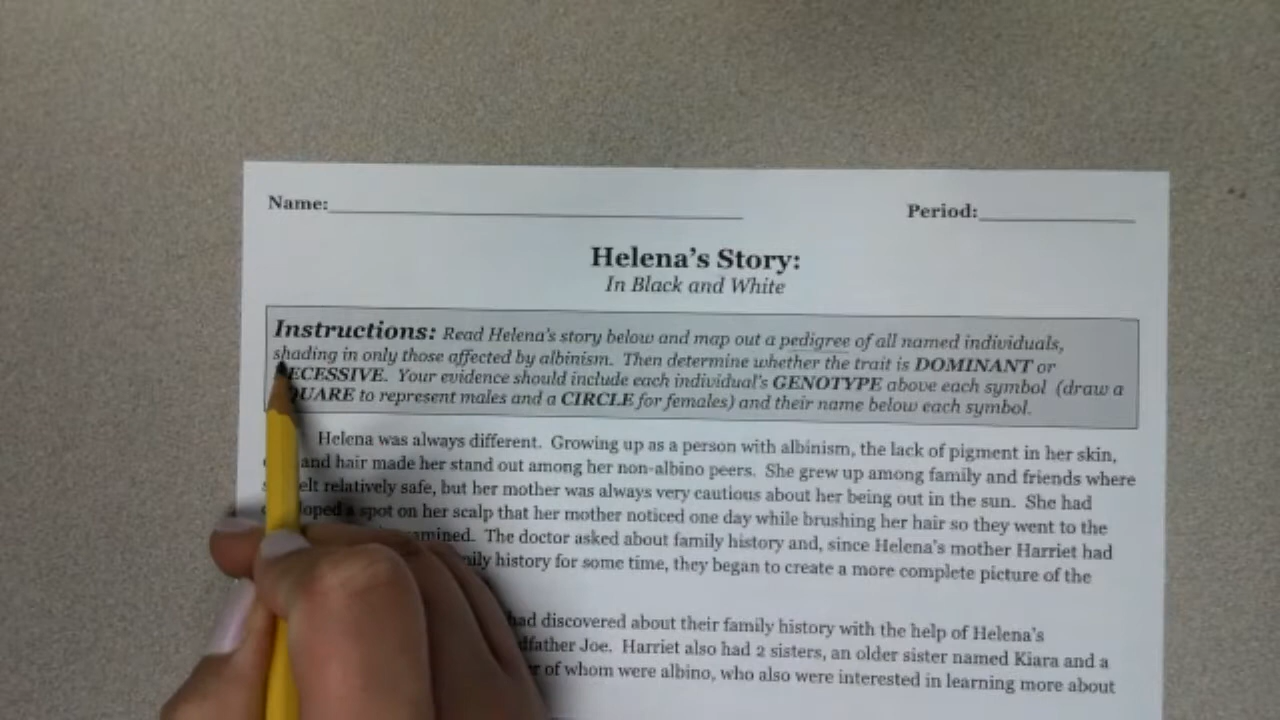 Name:
Period:
Helena's Story:
In Black and White
Instructions: Read Helena's story below and map out a pedigree of all named individuals,
shading in only those affected by albinism. Then determine whether the trait is DOMINANT or
ECESSIVE. Your evidence should include each individual's GENOTYPE above each symbol (draw a
UARE to represent males and a CIRCLE for females) and their name below each symbol.
Helena was always different. Growing up as a person with albinism, the lack of pigment in her skin,
and hair made her stand out among her non-albino peers. She grew up among family and friends where
elt relatively safe, but her mother was always very cautious about her being out in the sun. She had
loped a spot on her scalp that her mother noticed one day while brushing her hair so they went to the
amined. The doctor asked about family history and, since Helena's mother Harriet had
ily history for some time, they began to create a more complete picture of the
had discovered about their family history with the help of Helena's
dfather Joe. Harriet also had 2 sisters, an older sister named Kiara and a
of whom were albino, who also were interested in learning more about